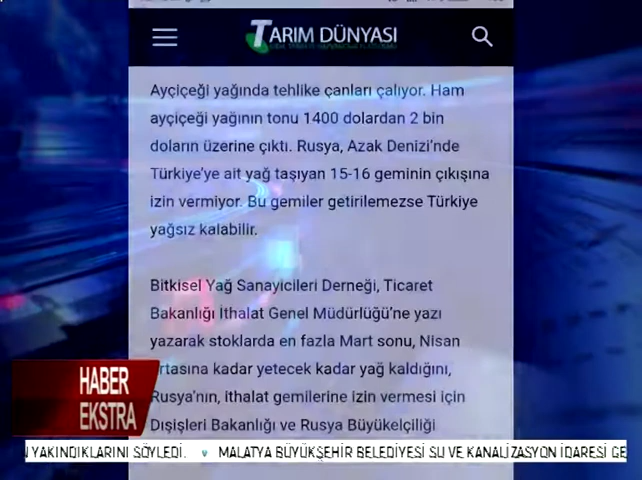 TARIM DÜNYASI
Ayçiçeği yağında tehlike çanları çalıyor. Ham
ayçiçeği yağının tonu 1400 dolardan 2 bin
doların üzerine çıktı. Rusya, Azak Denizi'nde
Türkiye'ye ait yağ taşıyan 15-16 geminin çıkışına
izin vermiyor. Bu gemiler getirilemezse Türkiye
yağsız kalabilir.
Bitkisel Yağ Sanayicileri Derneği, Ticaret
Bakanlığı İthalat Genel Müdürlüğü'ne yazı
yazarak stoklarda en fazla Mart sonu, Nisan
rtasına kadar yetecek kadar yağ kaldığını,
Rusya'nın, ithalat gemilerine izin vermesi için
Dışişleri Bakanlığı ve Rusya Büyükelçiliği
HABER
EKSTRA
N YAKINDIKLARINI SÖYLEDİ. MALATYA BÜYÜKŞEHİR BELEDİYESİ SU VE KANALİZASYON İDARESİ GE